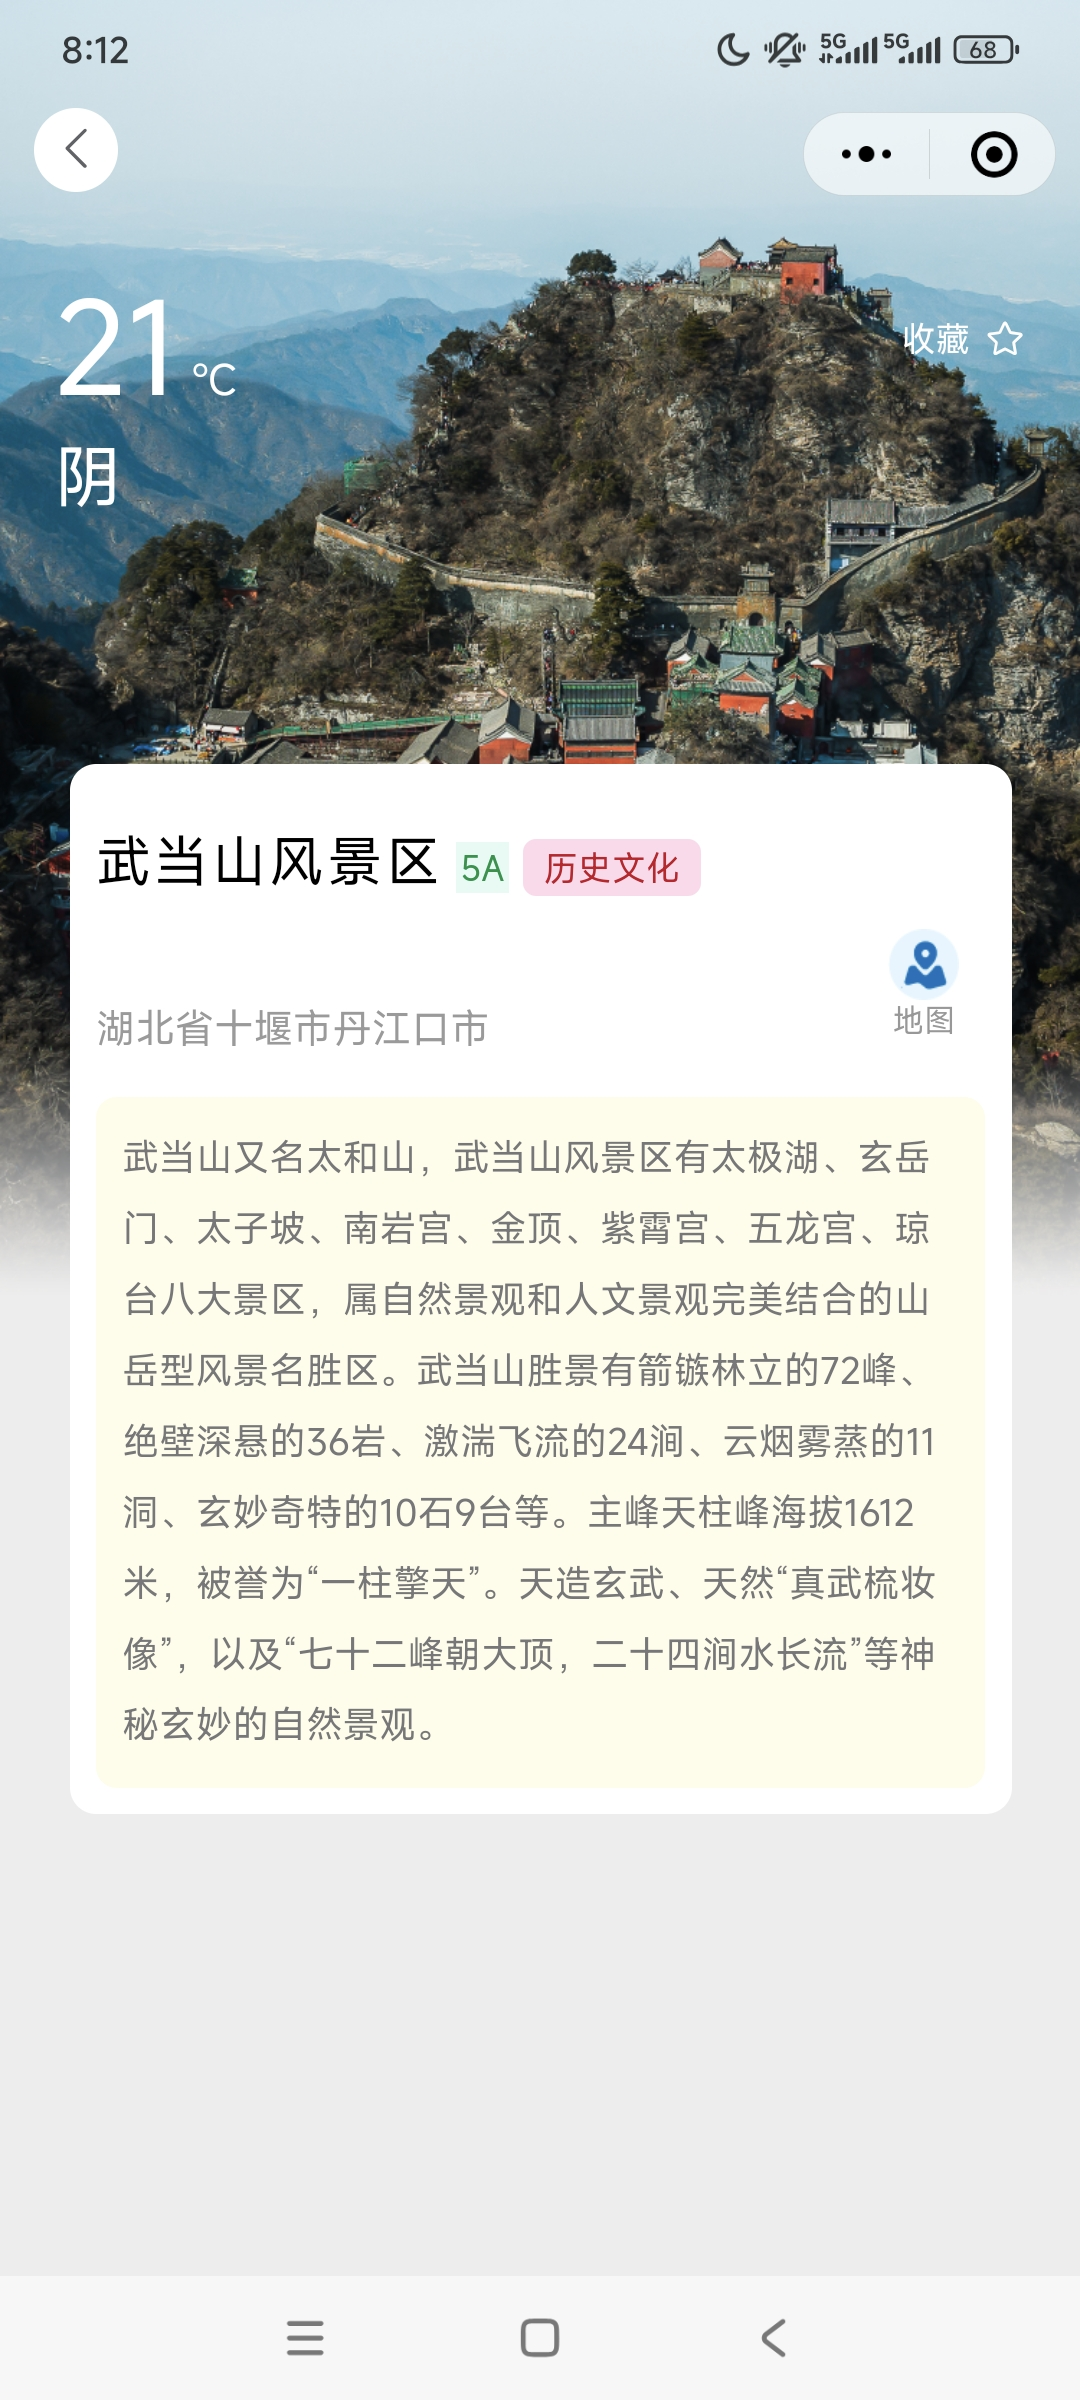 8:12
5G 5G 68
21 ℃
收藏
阴
武当山风景区 5A 历史文化
湖北省十堰市丹江口市
地图
武当山又名太和山，武当山风景区有太极湖、玄岳
门、太子坡、南岩宫、金顶、紫霄宫、五龙宫、琼
台八大景区，属自然景观和人文景观完美结合的山
岳型风景名胜区。武当山胜景有箭镞林立的72峰、
绝壁深悬的36岩、激湍飞流的24涧、云烟雾蒸的11
洞、玄妙奇特的10石9台等。主峰天柱峰海拔1612
米，被誉为“一柱擎天”。天造玄武、天然“真武梳妆
像”，以及“七十二峰朝大顶，二十四涧水长流”等神
秘玄妙的自然景观。